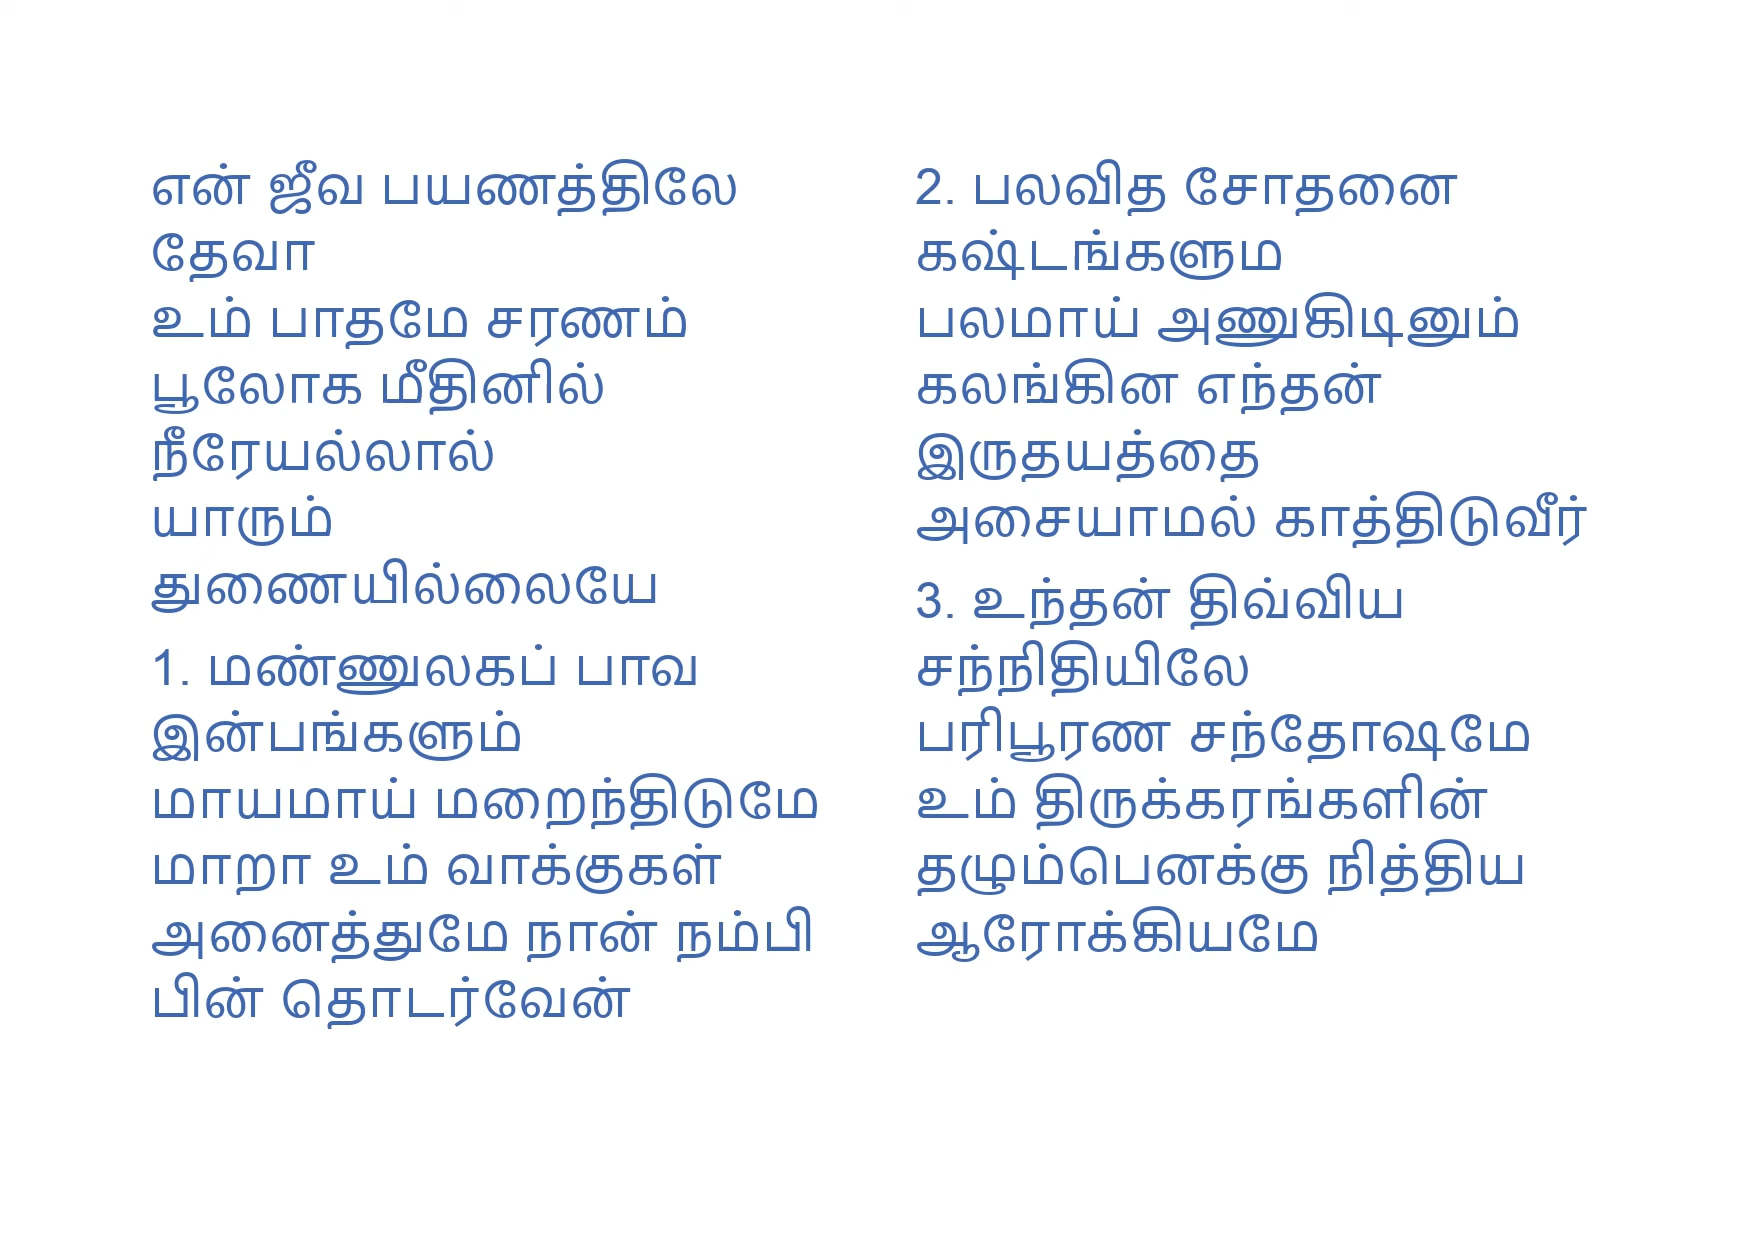 என் ஜீவ பயணத்திலே
தேவா
உம் பாதமே சரணம்
பூலோக மீதினில்
நீரேயல்லால்
யாரும்
துணையில்லையே
1. மண்ணுலகப் பாவ
இன்பங்களும்
மாயமாய் மறைந்திடுமே
மாறா உம் வாக்குகள்
அனைத்துமே நான் நம்பி
பின் தொடர்வேன்
2. பலவித சோதனை
கஷ்டங்களும
பலமாய் அணுகிடினும்
கலங்கின எந்தன்
இருதயத்தை
அசையாமல் காத்திடுவீர்
3. உந்தன் திவ்விய
சந்நிதியிலே
பரிபூரண சந்தோஷமே
உம் திருக்கரங்களின்
தழும்பெனக்கு நித்திய
ஆரோக்கியமே